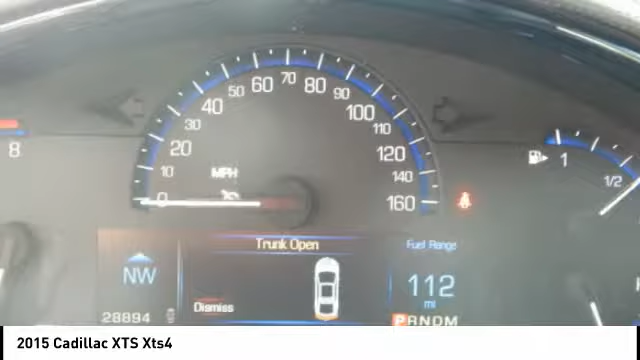 8
0
10
20
30
40
50
60
70
80
90
100
110
120
140
160
MPH
1
1/2
Trunk Open
Fuel Range
NW
112
mi
28894
Dismiss
PRNDM
2015 Cadillac XTS Xts4